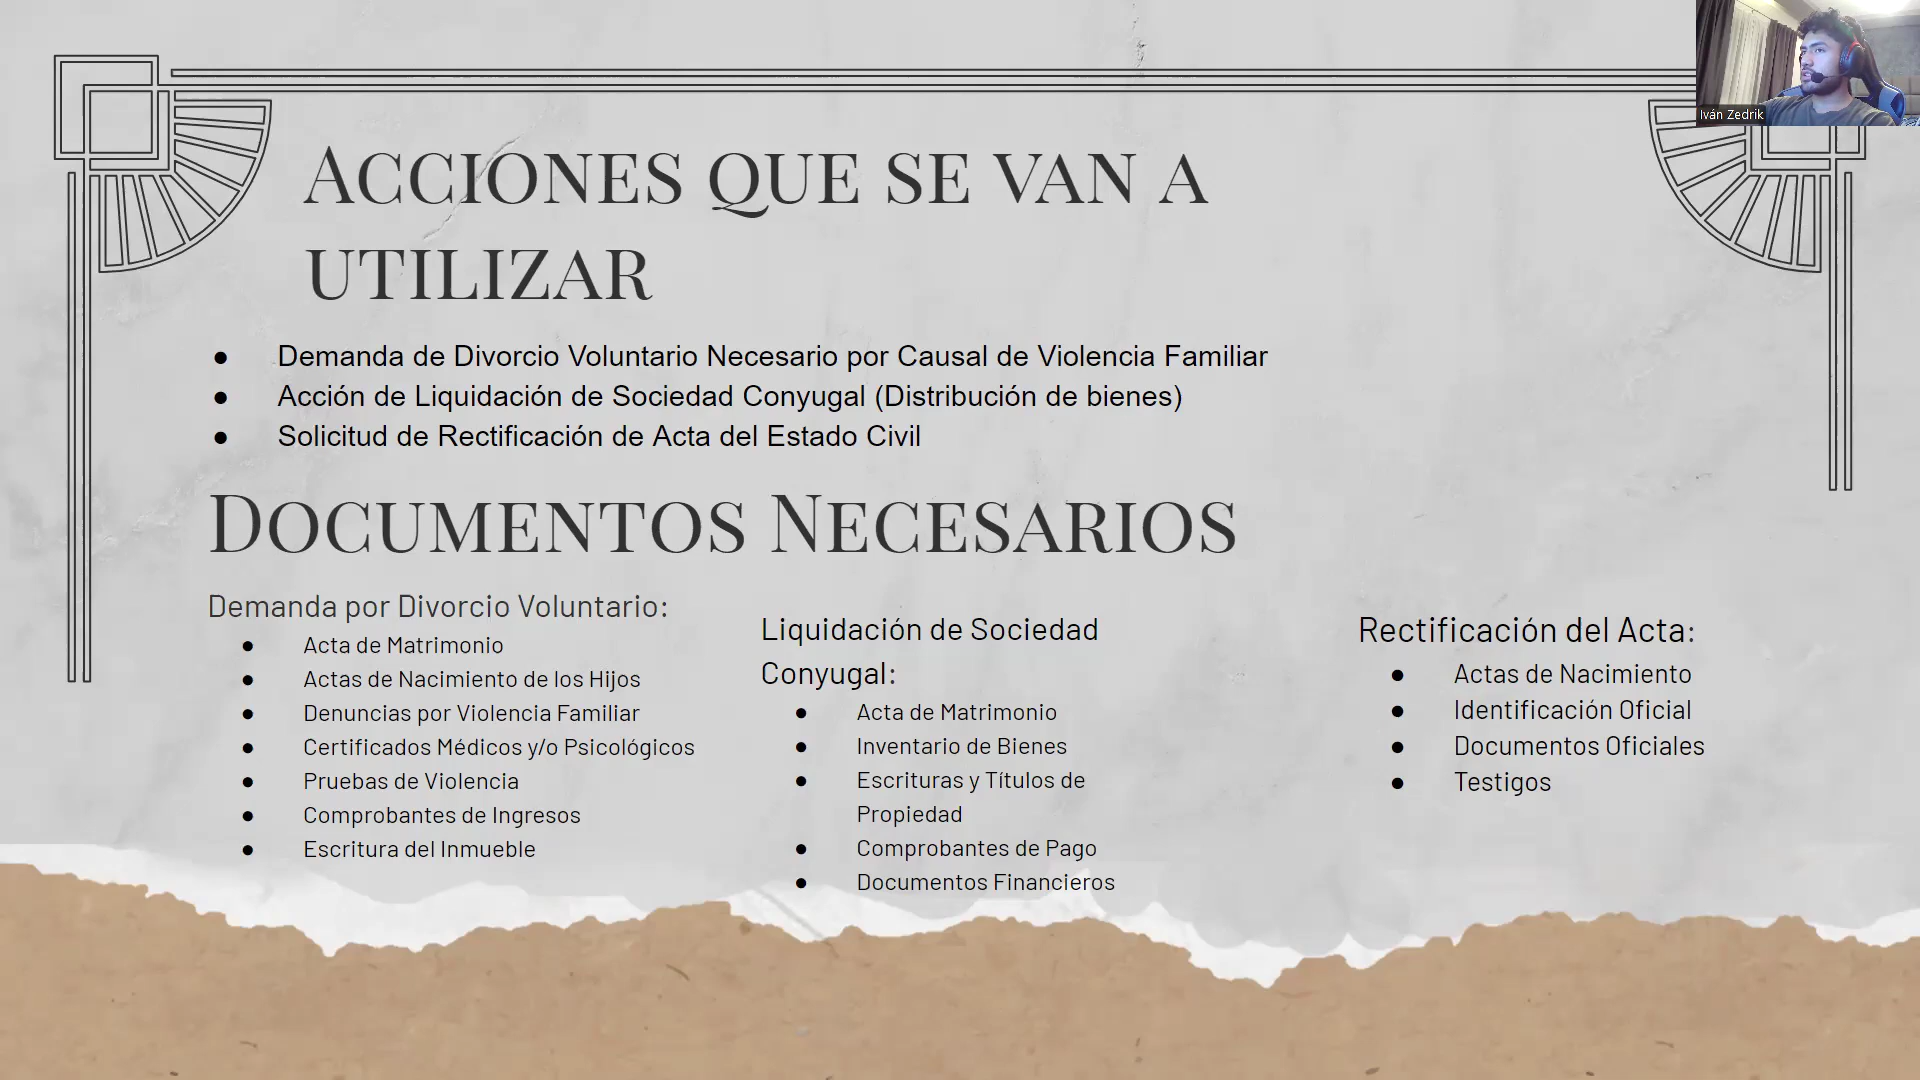 Iván Zedrik
Acciones que se van a
utilizar
● Demanda de Divorcio Voluntario Necesario por Causal de Violencia Familiar
● Acción de Liquidación de Sociedad Conyugal (Distribución de bienes)
● Solicitud de Rectificación de Acta del Estado Civil
Documentos Necesarios
Demanda por Divorcio Voluntario:
● Acta de Matrimonio
● Actas de Nacimiento de los Hijos
● Denuncias por Violencia Familiar
● Certificados Médicos y/o Psicológicos
● Pruebas de Violencia
● Comprobantes de Ingresos
● Escritura del Inmueble
Liquidación de Sociedad
Conyugal:
● Acta de Matrimonio
● Inventario de Bienes
● Escrituras y Títulos de
Propiedad
● Comprobantes de Pago
● Documentos Financieros
Rectificación del Acta:
● Actas de Nacimiento
● Identificación Oficial
● Documentos Oficiales
● Testigos